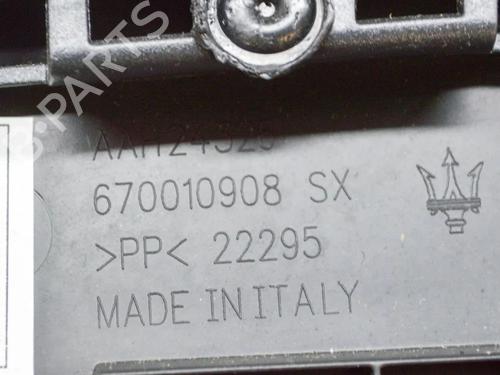 B-PARTS
670010908 SX
>PP< 22295
MADE IN ITALY